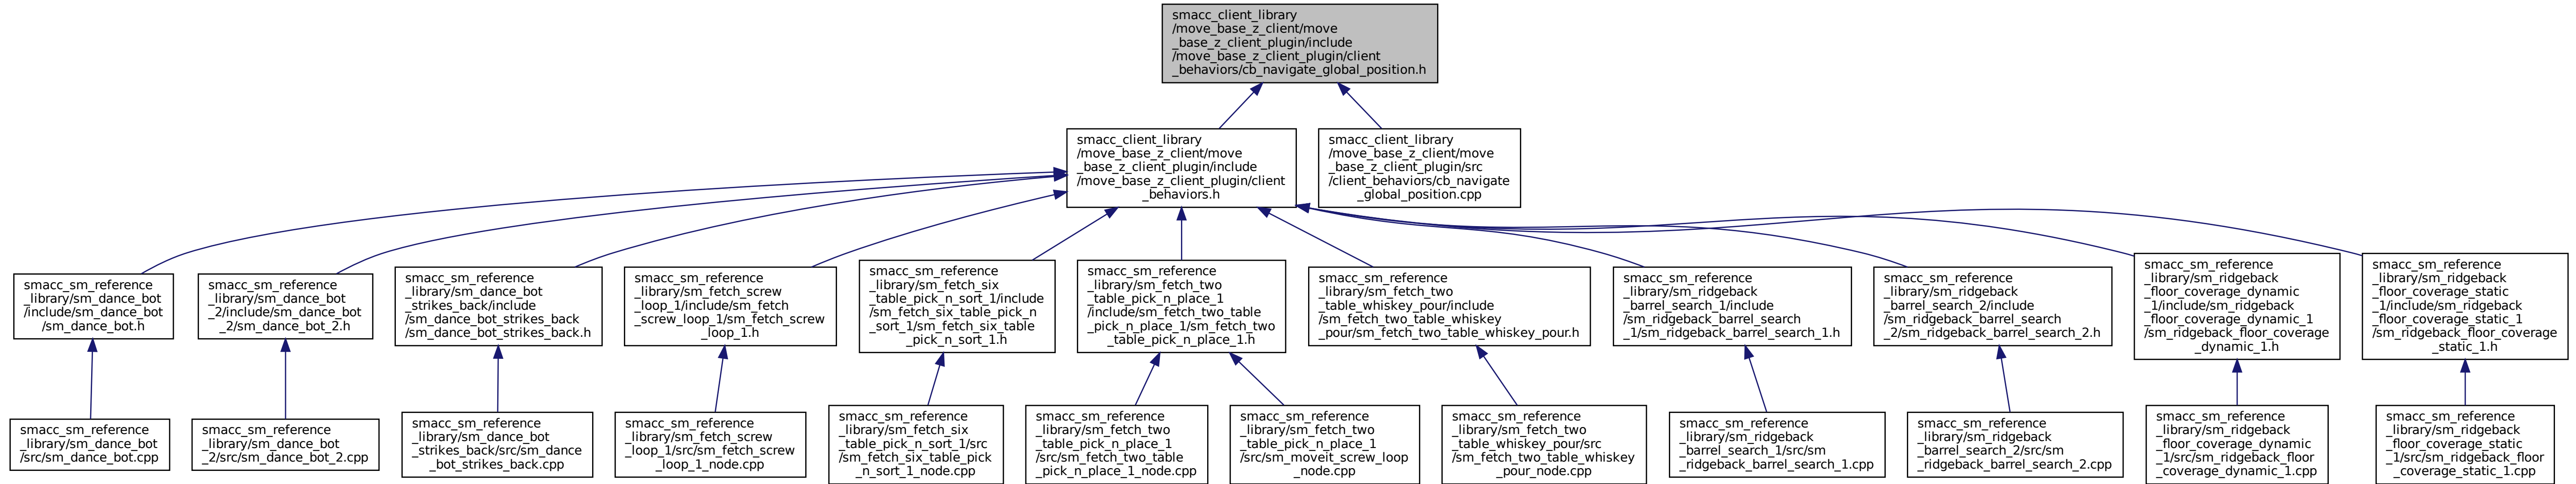 smacc_client_library
/move_base_z_client/move
_base_z_client_plugin/include
/move_base_z_client_plugin/client
_behaviors/cb_navigate_global_position.h
smacc_client_library
/move_base_z_client/move
_base_z_client_plugin/include
/move_base_z_client_plugin/client
_behaviors.h
smacc_client_library
/move_base_z_client/move
_base_z_client_plugin/src
/client_behaviors/cb_navigate
_global_position.cpp
smacc_sm_reference
_library/sm_dance_bot
/include/sm_dance_bot
/sm_dance_bot.h
smacc_sm_reference
_library/sm_dance_bot
_2/include/sm_dance_bot
_2/sm_dance_bot_2.h
smacc_sm_reference
_library/sm_dance_bot
_strikes_back/include
/sm_dance_bot_strikes_back
/sm_dance_bot_strikes_back.h
smacc_sm_reference
_library/sm_fetch_screw
_loop_1/include/sm_fetch
_screw_loop_1/sm_fetch_screw
_loop_1.h
smacc_sm_reference
_library/sm_fetch_six
_table_pick_n_sort_1/include
/sm_fetch_six_table_pick_n
_sort_1/sm_fetch_six_table
_pick_n_sort_1.h
smacc_sm_reference
_library/sm_fetch_two
_table_pick_n_place_1
/include/sm_fetch_two_table
_pick_n_place_1/sm_fetch_two
_table_pick_n_place_1.h
smacc_sm_reference
_library/sm_fetch_two
_table_whiskey_pour/include
/sm_fetch_two_table_whiskey
_pour/sm_fetch_two_table_whiskey_pour.h
smacc_sm_reference
_library/sm_ridgeback
_barrel_search_1/include
/sm_ridgeback_barrel_search
_1/sm_ridgeback_barrel_search_1.h
smacc_sm_reference
_library/sm_ridgeback
_barrel_search_2/include
/sm_ridgeback_barrel_search
_2/sm_ridgeback_barrel_search_2.h
smacc_sm_reference
_library/sm_ridgeback
_floor_coverage_dynamic
_1/include/sm_ridgeback
_floor_coverage_dynamic_1
/sm_ridgeback_floor_coverage
_dynamic_1.h
smacc_sm_reference
_library/sm_ridgeback
_floor_coverage_static
_1/include/sm_ridgeback
_floor_coverage_static_1
/sm_ridgeback_floor_coverage
_static_1.h
smacc_sm_reference
_library/sm_dance_bot
/src/sm_dance_bot.cpp
smacc_sm_reference
_library/sm_dance_bot
_2/src/sm_dance_bot_2.cpp
smacc_sm_reference
_library/sm_dance_bot
_strikes_back/src/sm_dance
_bot_strikes_back.cpp
smacc_sm_reference
_library/sm_fetch_screw
_loop_1/src/sm_fetch_screw
_loop_1_node.cpp
smacc_sm_reference
_library/sm_fetch_six
_table_pick_n_sort_1/src
/sm_fetch_six_table_pick
_n_sort_1_node.cpp
smacc_sm_reference
_library/sm_fetch_two
_table_pick_n_place_1
/src/sm_fetch_two_table
_pick_n_place_1_node.cpp
smacc_sm_reference
_library/sm_fetch_two
_table_pick_n_place_1
/src/sm_moveit_screw_loop
_node.cpp
smacc_sm_reference
_library/sm_fetch_two
_table_whiskey_pour/src
/sm_fetch_two_table_whiskey
_pour_node.cpp
smacc_sm_reference
_library/sm_ridgeback
_barrel_search_1/src/sm
_ridgeback_barrel_search_1.cpp
smacc_sm_reference
_library/sm_ridgeback
_barrel_search_2/src/sm
_ridgeback_barrel_search_2.cpp
smacc_sm_reference
_library/sm_ridgeback
_floor_coverage_dynamic
_1/src/sm_ridgeback_floor
_coverage_dynamic_1.cpp
smacc_sm_reference
_library/sm_ridgeback
_floor_coverage_static
_1/src/sm_ridgeback_floor
_coverage_static_1.cpp